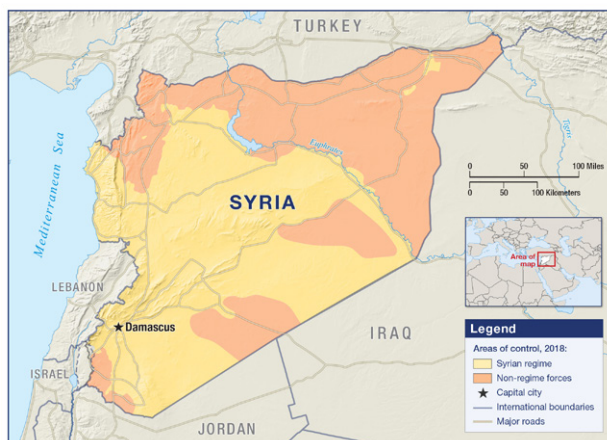 TURKEY
Mediterranean Sea
Euphrates
Tigris
SYRIA
0 50 100 Miles
0 50 100 Kilometers
Area of
map
LEBANON
Damascus
IRAQ
ISRAEL
JORDAN
Legend
Areas of control, 2018:
Syrian regime
Non-regime forces
Capital city
International boundaries
Major roads